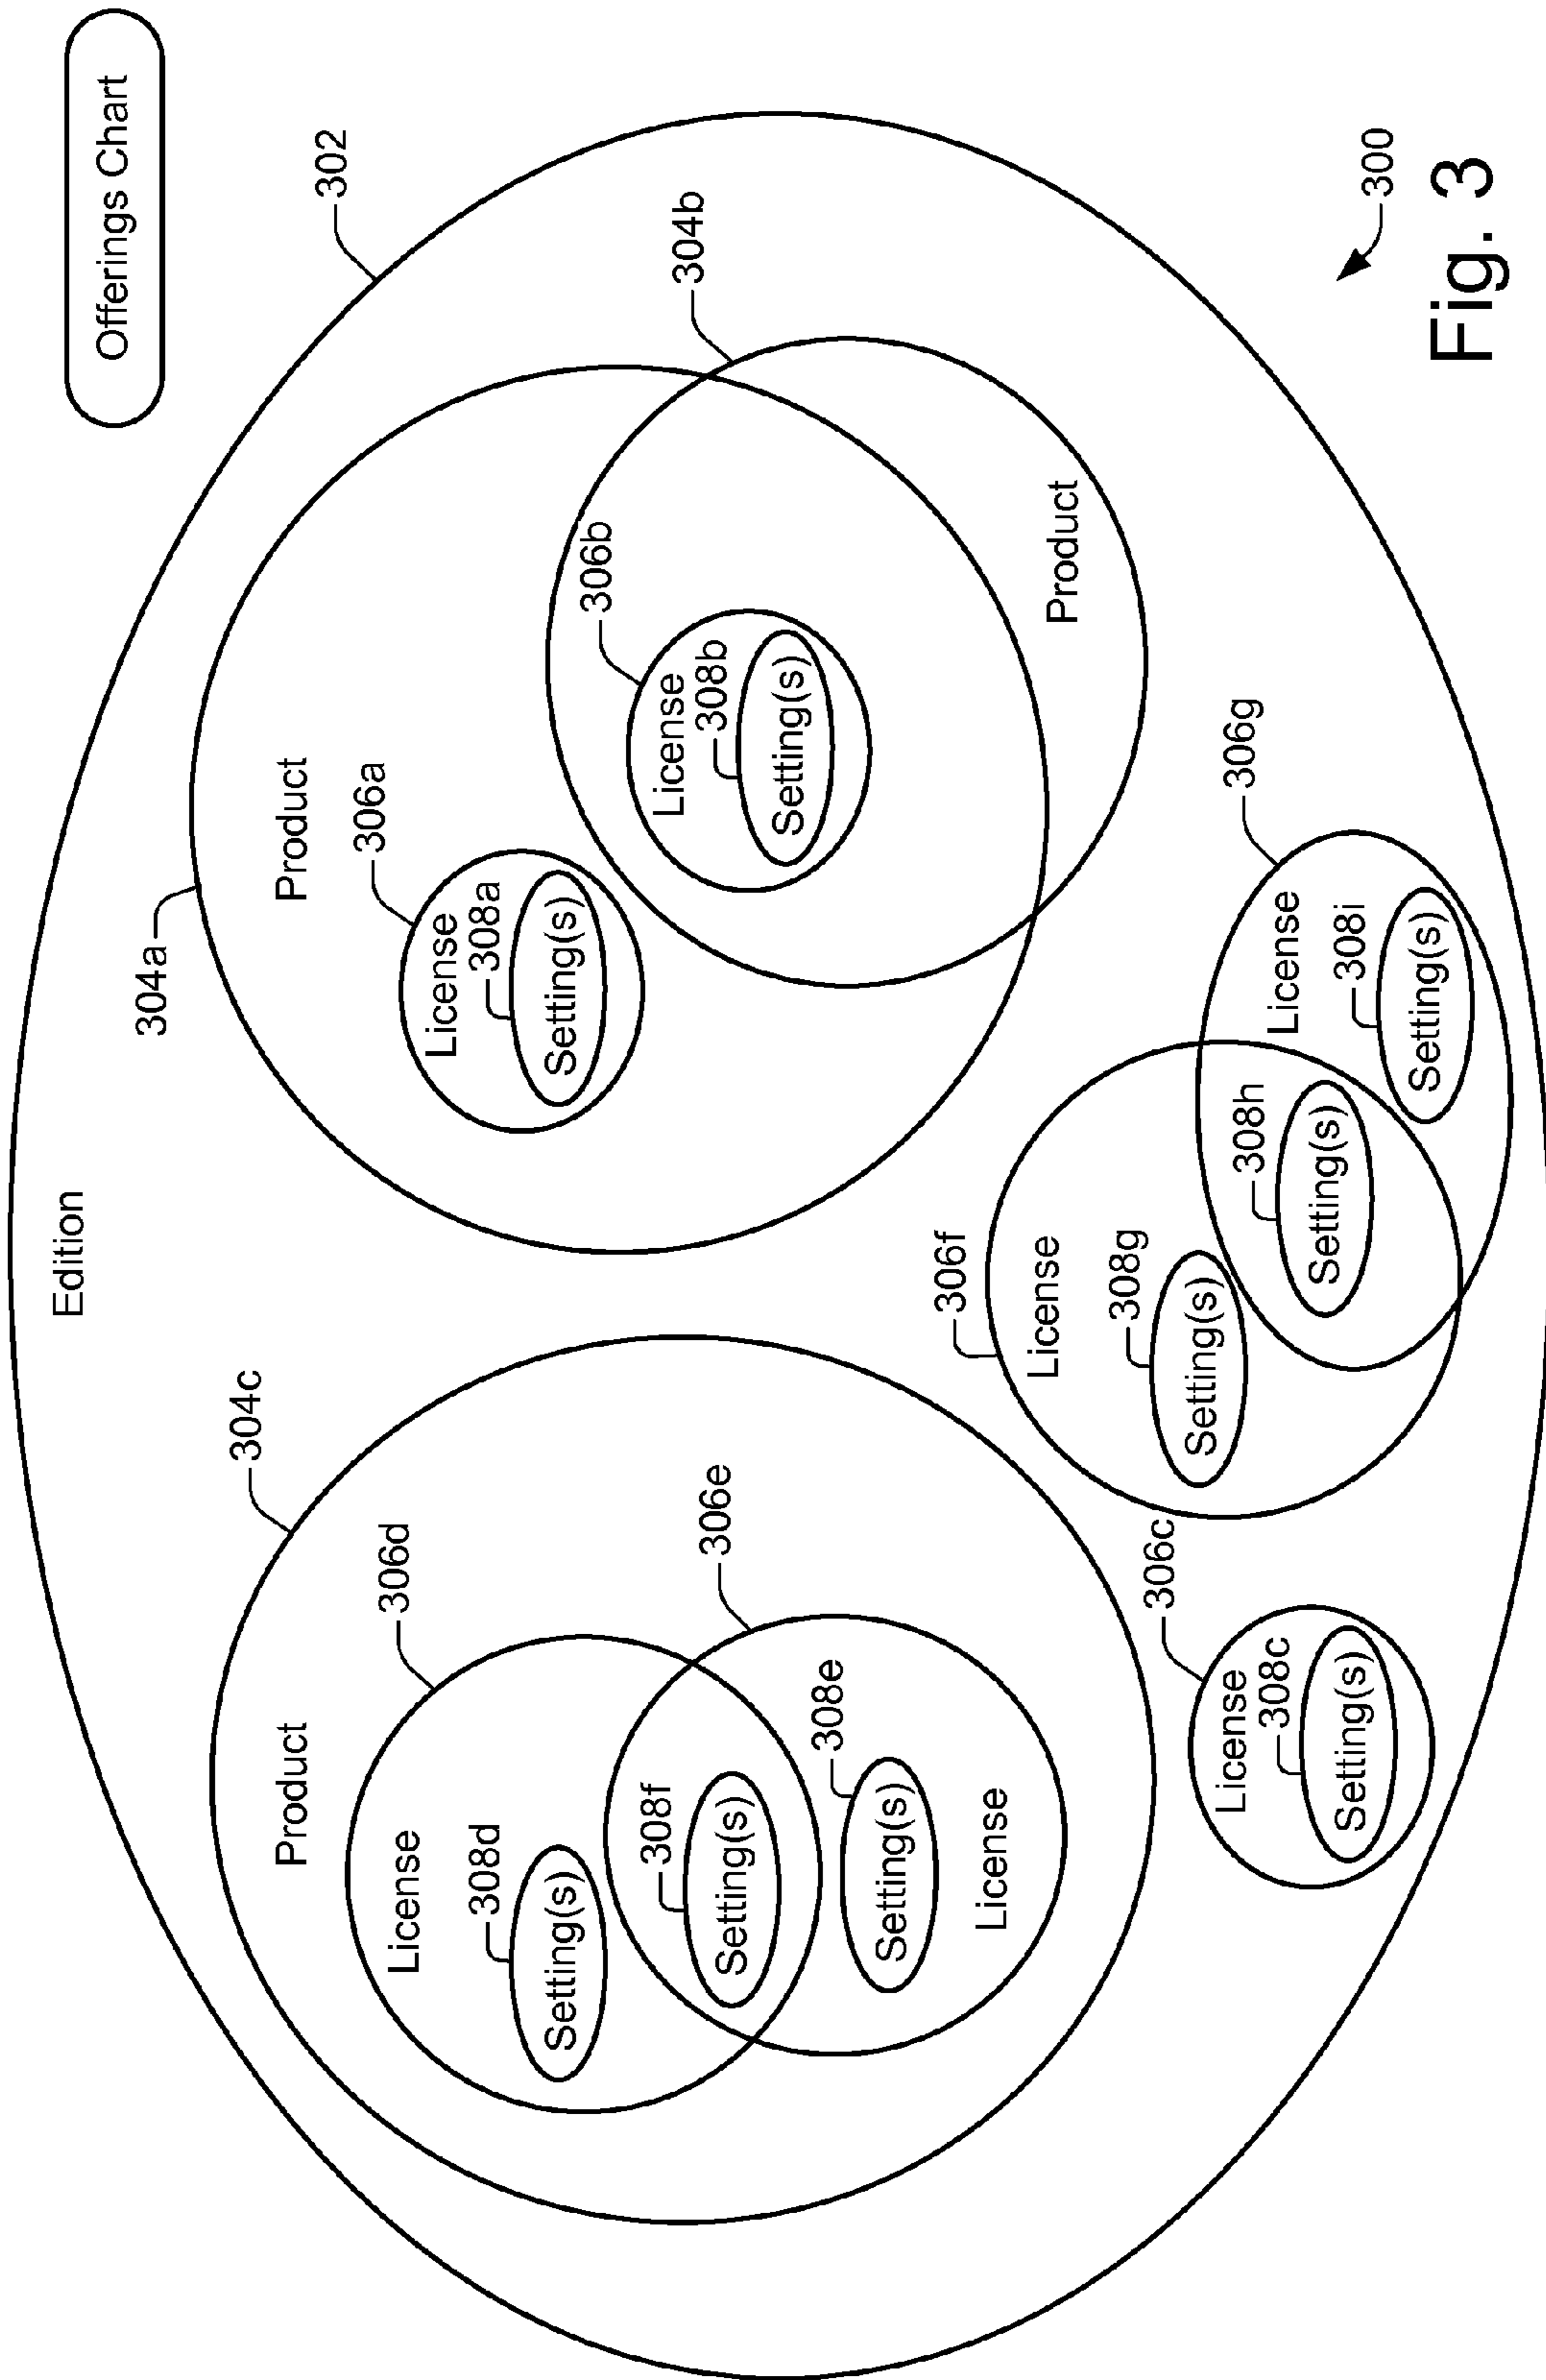 Offerings Chart
Edition
302
304a
304c
Product
Product
304b
306a
306d
License
License
308a
308d
Setting(s)
Setting(s)
306b
License
308b
Setting(s)
306e
308f
Setting(s)
308e
Setting(s)
License
Product
306f
License
308g
Setting(s)
306g
License
308h
Setting(s)
308i
Setting(s)
306c
License
308c
Setting(s)
300
Fig. 3